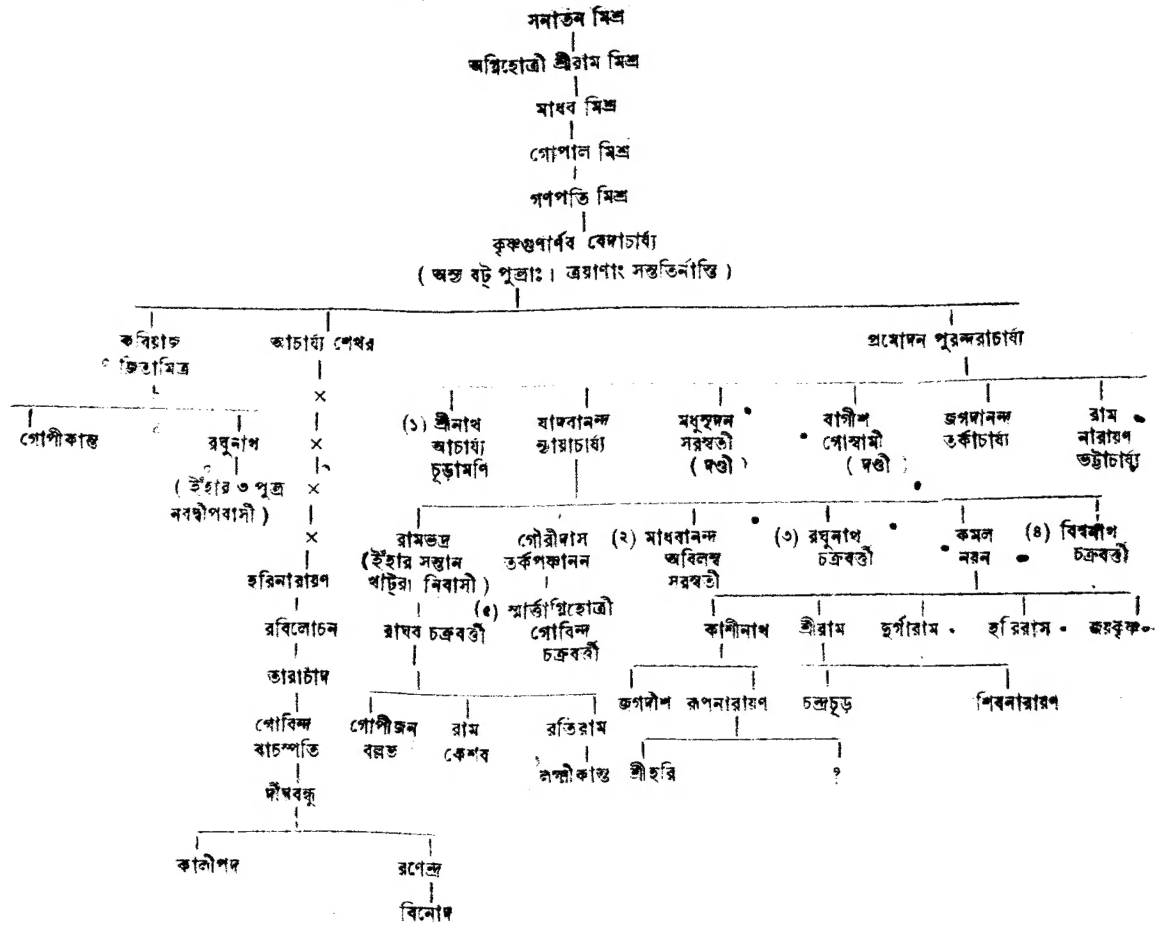 সনাতন মিশ্র
অগ্নিহোত্রী শ্রীরাম মিশ্র
মাধব মিশ্র
গোপাল মিশ্র
গণপতি মিশ্র
কৃষ্ণগুণার্ণব বেদাচার্য্য
( অস্য ষট্ পুত্রাঃ। ত্রয়াণাং সন্ততির্নাস্তি )
কবিরাজ আচার্য্য শেখর প্রমোদন পুরন্দরাচার্য্য
জিতামিত্র
×
গোপীকান্ত রঘুনাথ × (১) শ্রীনাথ যাদবানন্দ মধুসূদন বাগীশ জগদানন্দ রাম
আচার্য্য ন্যায়াচার্য্য সরস্বতী গোস্বামী তর্কাচার্য্য নারায়ণ
চূড়ামণি ( দণ্ডী ) ( দণ্ডী ) ভট্টাচার্য্য
( ইঁহার ৩ পুত্র ×
নবদ্বীপবাসী )
× রামভদ্র গৌরীদাস (২) মাধবানন্দ (৩) রঘুনাথ কমল (৪) বিশ্বনাথ
(ইঁহার সন্তান তর্কপঞ্চানন অবিলম্ব চক্রবর্ত্তী নয়ন চক্রবর্ত্তী
হরিনারায়ণ খাটুরা নিবাসী ) সরস্বতী
রবিলোচন রাঘব চক্রবর্ত্তী (৫) স্মার্ত্তাগ্নিহোত্রী কাশীনাথ শ্রীরাম দুর্গারাম হরিরাম জয়কৃষ্ণ
গোবিন্দ
চক্রবর্ত্তী
তারাচাঁদ জগদীশ রূপনারায়ণ চন্দ্রচূড় শিবনারায়ণ
গোবিন্দ গোপীজন রাম রতিরাম
বাচস্পতি বল্লভ কেশব
লক্ষ্মীকান্ত শ্রীহরি ?
দীনবন্ধু
কালীপদ রণেন্দ্র
বিনোদ